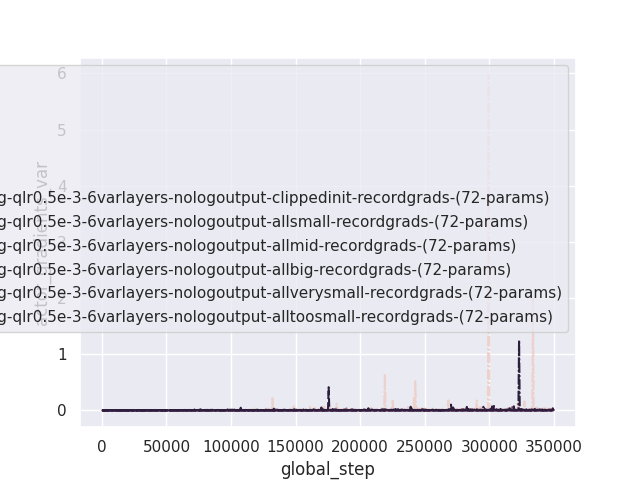 6
5
4
g-qlr0.5e-3-6varlayers-nologoutput-clippedinit-recordgrads-(72-params)
g-qlr0.5e-3-6varlayers-nologoutput-allsmall-recordgrads-(72-params)
g-qlr0.5e-3-6varlayers-nologoutput-allmid-recordgrads-(72-params)
g-qlr0.5e-3-6varlayers-nologoutput-allbig-recordgrads-(72-params)
g-qlr0.5e-3-6varlayers-nologoutput-allverysmall-recordgrads-(72-params)
g-qlr0.5e-3-6varlayers-nologoutput-alltoosmall-recordgrads-(72-params)
1
0
0 50000 100000 150000 200000 250000 300000 350000
global_step